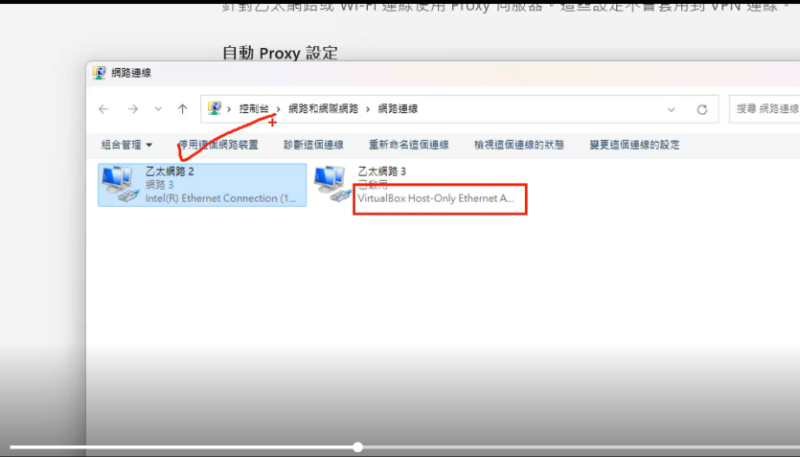 針對乙太網路或 Wi-Fi 連線使用 Proxy 伺服器。這些設定不會套用到 VPN 連線。
自動 Proxy 設定
網路連線
控制台 › 網路和網際網路 › 網路連線
搜尋 網路連線
組合管理 停用這個網路裝置 診斷這個連線 重新命名這個連線 檢視這個連線的狀態 變更這個連線的設定
乙太網路 2
網路 3
Intel(R) Ethernet Connection (1...
乙太網路 3
已啟用
VirtualBox Host-Only Ethernet A...